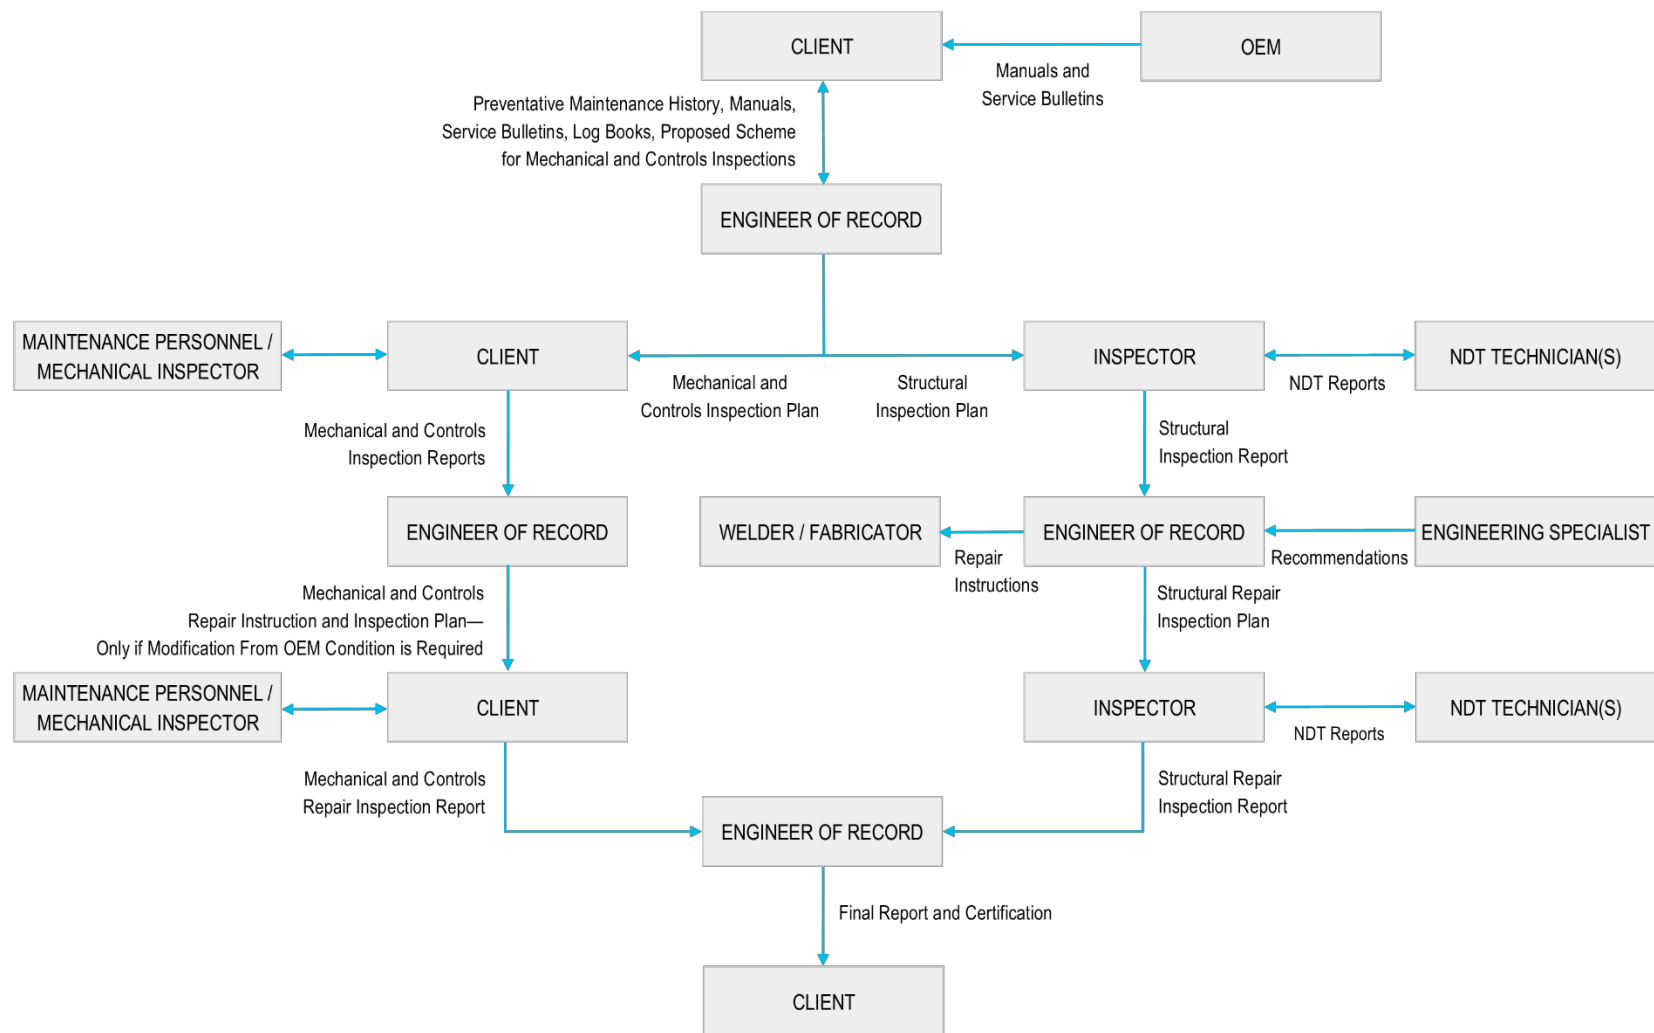 CLIENT
OEM
Manuals and
Service Bulletins
Preventative Maintenance History, Manuals,
Service Bulletins, Log Books, Proposed Scheme
for Mechanical and Controls Inspections
ENGINEER OF RECORD
MAINTENANCE PERSONNEL /
MECHANICAL INSPECTOR
CLIENT
INSPECTOR
NDT TECHNICIAN(S)
Mechanical and
Controls Inspection Plan
Structural
Inspection Plan
NDT Reports
Mechanical and Controls
Inspection Reports
Structural
Inspection Report
ENGINEER OF RECORD
WELDER / FABRICATOR
ENGINEER OF RECORD
ENGINEERING SPECIALIST
Repair
Instructions
Recommendations
Mechanical and Controls
Repair Instruction and Inspection Plan—
Only if Modification From OEM Condition is Required
Structural Repair
Inspection Plan
MAINTENANCE PERSONNEL /
MECHANICAL INSPECTOR
CLIENT
INSPECTOR
NDT TECHNICIAN(S)
NDT Reports
Mechanical and Controls
Repair Inspection Report
Structural Repair
Inspection Report
ENGINEER OF RECORD
Final Report and Certification
CLIENT